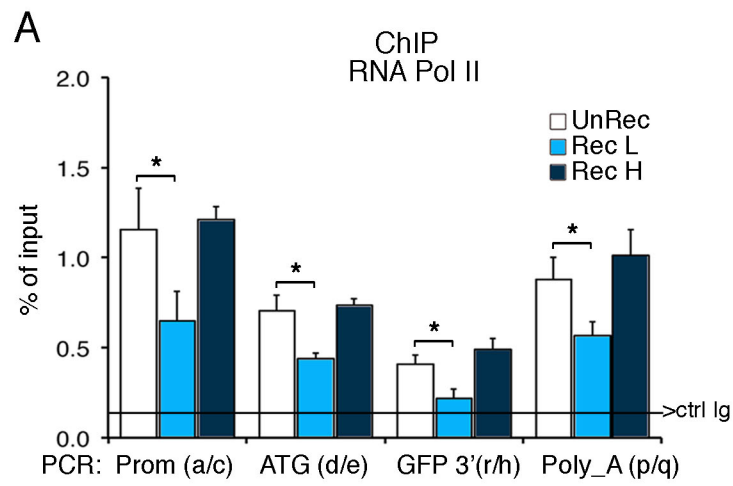 A
ChIP
RNA Pol II
UnRec
Rec L
Rec H
% of input
2.0
1.5
1.0
0.5
0.0
*
*
*
*
>ctrl Ig
PCR: Prom (a/c) ATG (d/e) GFP 3'(r/h) Poly_A (p/q)